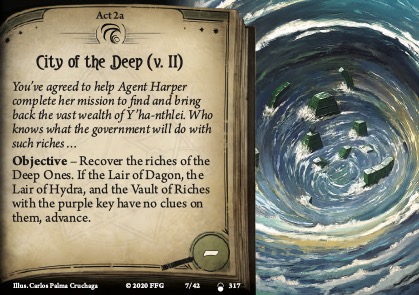 Act 2a
City of the Deep (v. II)
You've agreed to help Agent Harper
complete her mission to find and bring
back the vast wealth of Y'ha-nthlei. Who
knows what the government will do with
such riches...
Objective – Recover the riches of the
Deep Ones. If the Lair of Dagon, the
Lair of Hydra, and the Vault of Riches
with the purple key have no clues on
them, advance.
–
Illus. Carlos Palma Cruchaga © 2020 FFG 7/42 317